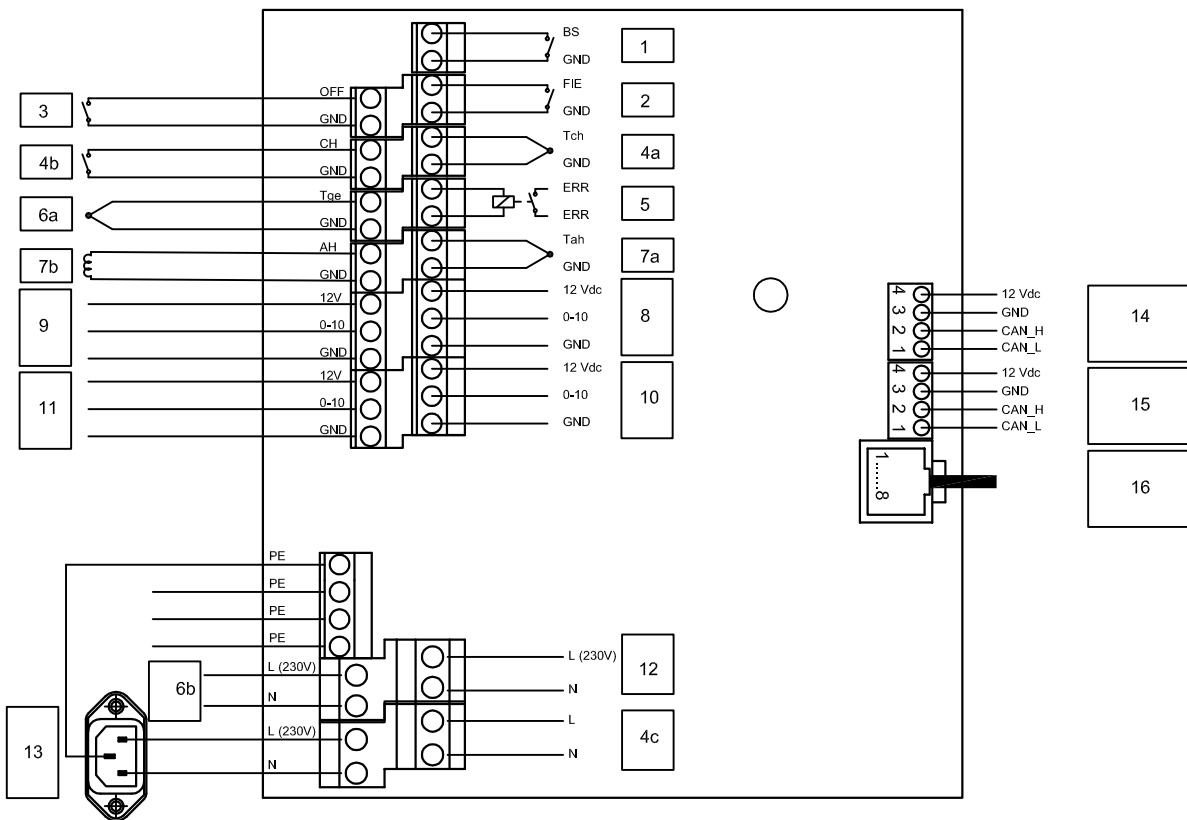 BS
GND
1
FIE
GND
2
OFF
GND
3
CH
GND
4b
Tch
GND
4a
Tge
GND
6a
ERR
ERR
5
AH
GND
7b
Tah
GND
7a
12V
0-10
GND
9
12 Vdc
0-10
GND
8
12V
0-10
GND
11
12 Vdc
0-10
GND
10
4 3 2 1
12 Vdc
GND
CAN_H
CAN_L
14
4 3 2 1
12 Vdc
GND
CAN_H
CAN_L
15
1......8
16
PE
PE
PE
PE
L (230V)
N
6b
L (230V)
N
13
L (230V)
N
12
L
N
4c